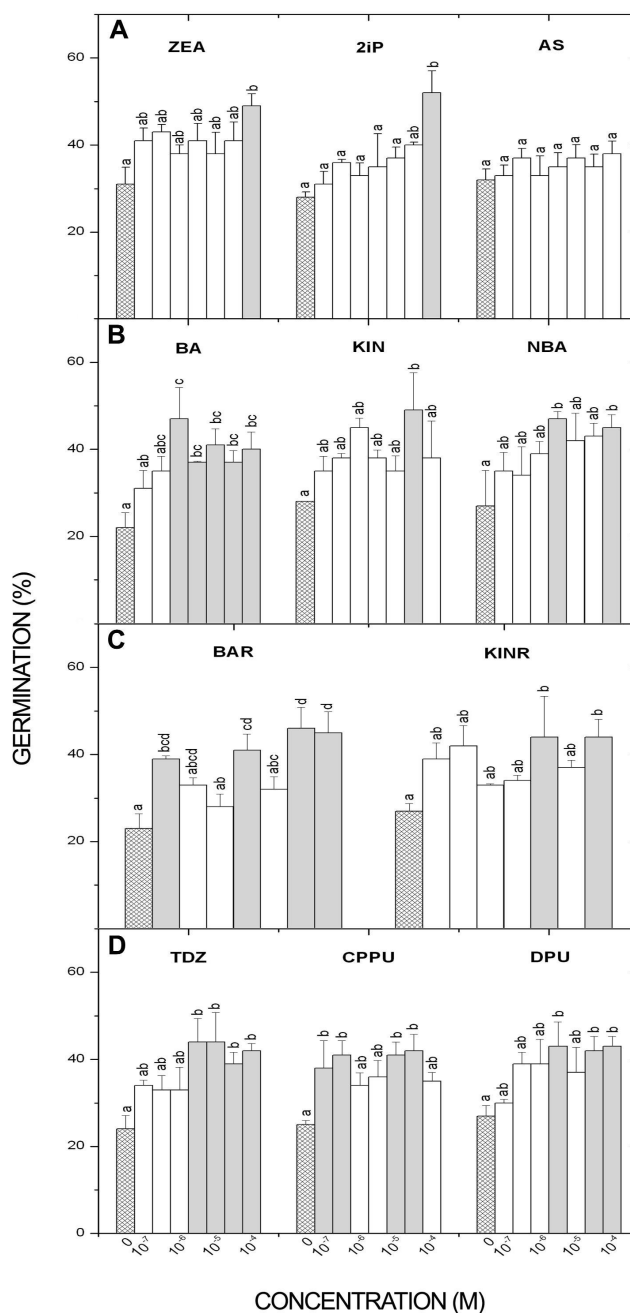 A
ZEA 2iP AS
60
40
20
a ab ab ab ab ab ab b
a a a a a a ab b
a a a a a a a a
B
BA KIN NBA
60
40
20
a ab abc c bc bc bc bc
a ab ab ab ab ab b ab
a ab ab ab b ab ab b
C
BAR KINR
60
40
20
a bcd abcd ab cd abc d d
a ab ab ab ab b ab b
D
TDZ CPPU DPU
60
40
20
0
a ab ab ab b b b b
a b b ab ab b b ab
a ab ab ab b ab b b
0 10⁻⁷ 10⁻⁶ 10⁻⁵ 10⁻⁴
0 10⁻⁷ 10⁻⁶ 10⁻⁵ 10⁻⁴
0 10⁻⁷ 10⁻⁶ 10⁻⁵ 10⁻⁴
GERMINATION (%)
CONCENTRATION (M)